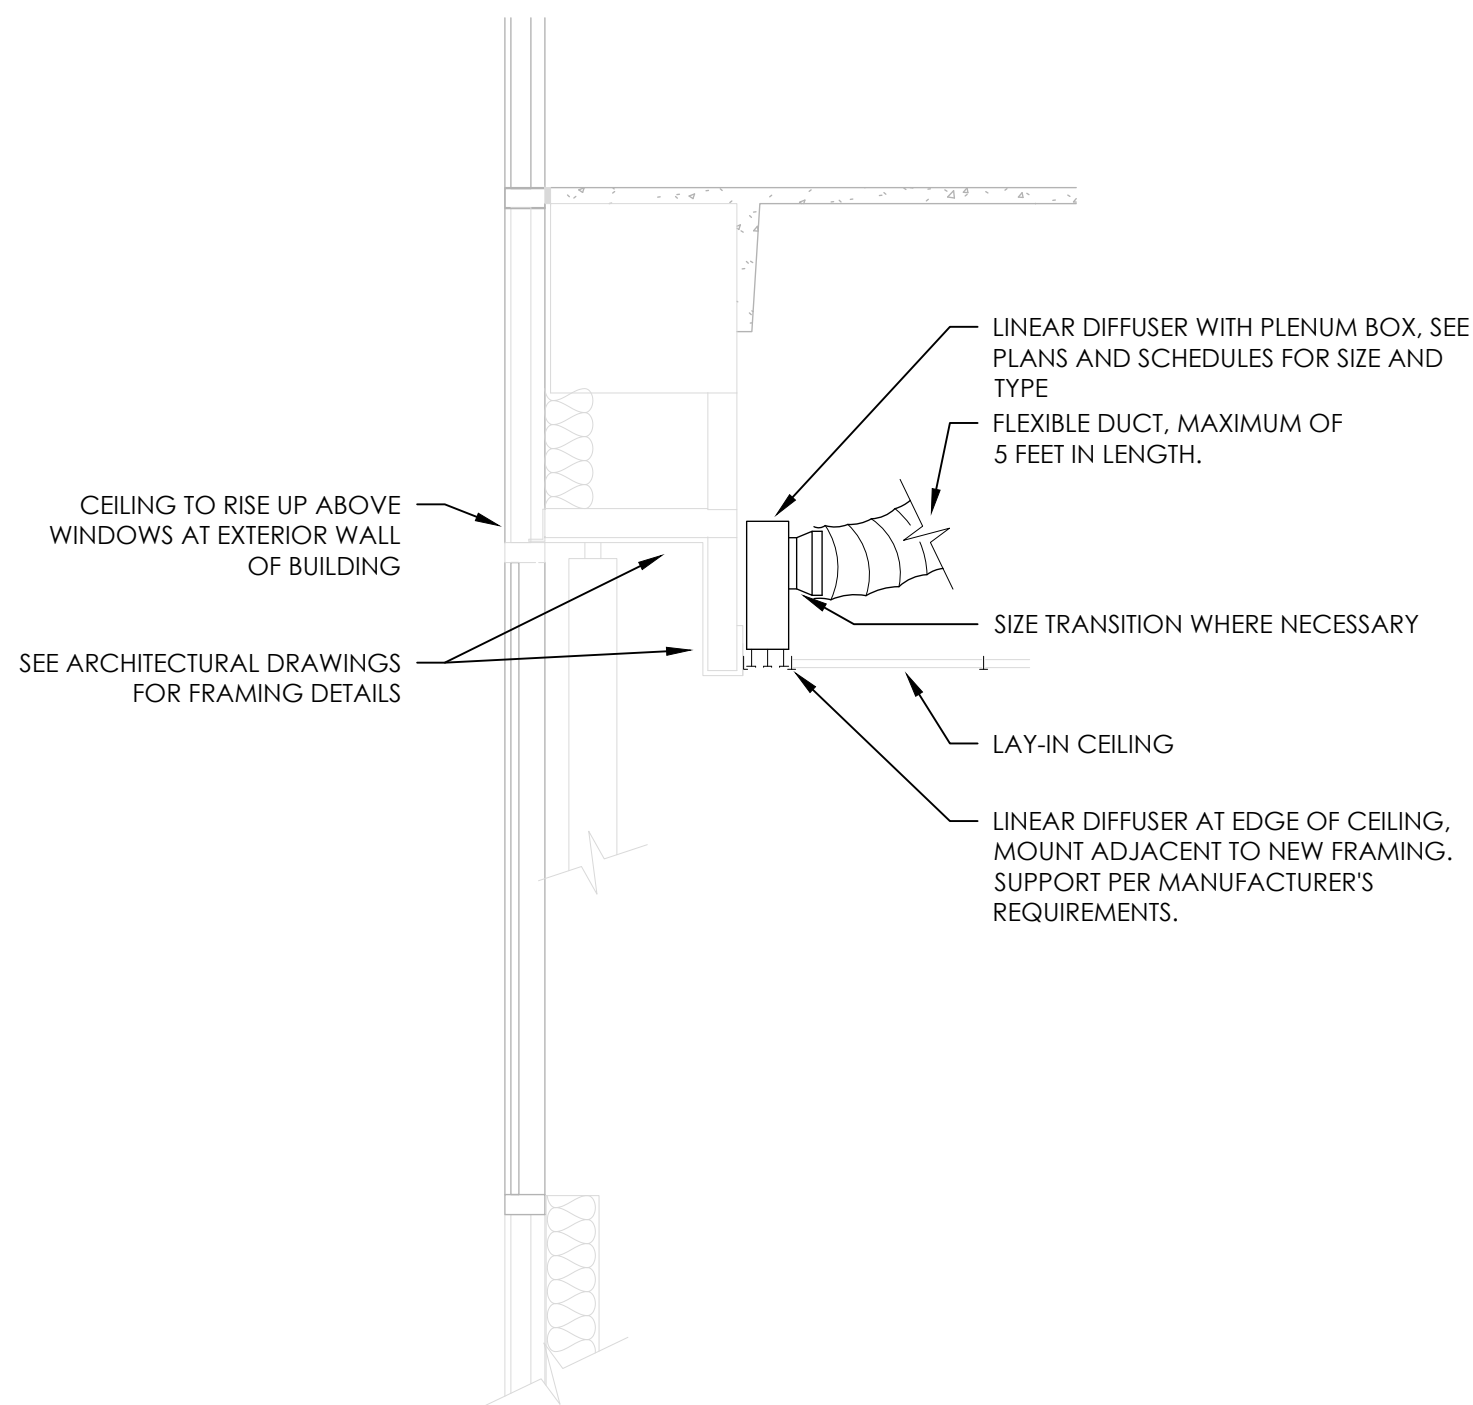 LINEAR DIFFUSER WITH PLENUM BOX, SEE
PLANS AND SCHEDULES FOR SIZE AND
TYPE
FLEXIBLE DUCT, MAXIMUM OF
5 FEET IN LENGTH.
CEILING TO RISE UP ABOVE
WINDOWS AT EXTERIOR WALL
OF BUILDING
SIZE TRANSITION WHERE NECESSARY
SEE ARCHITECTURAL DRAWINGS
FOR FRAMING DETAILS
LAY-IN CEILING
LINEAR DIFFUSER AT EDGE OF CEILING,
MOUNT ADJACENT TO NEW FRAMING.
SUPPORT PER MANUFACTURER'S
REQUIREMENTS.